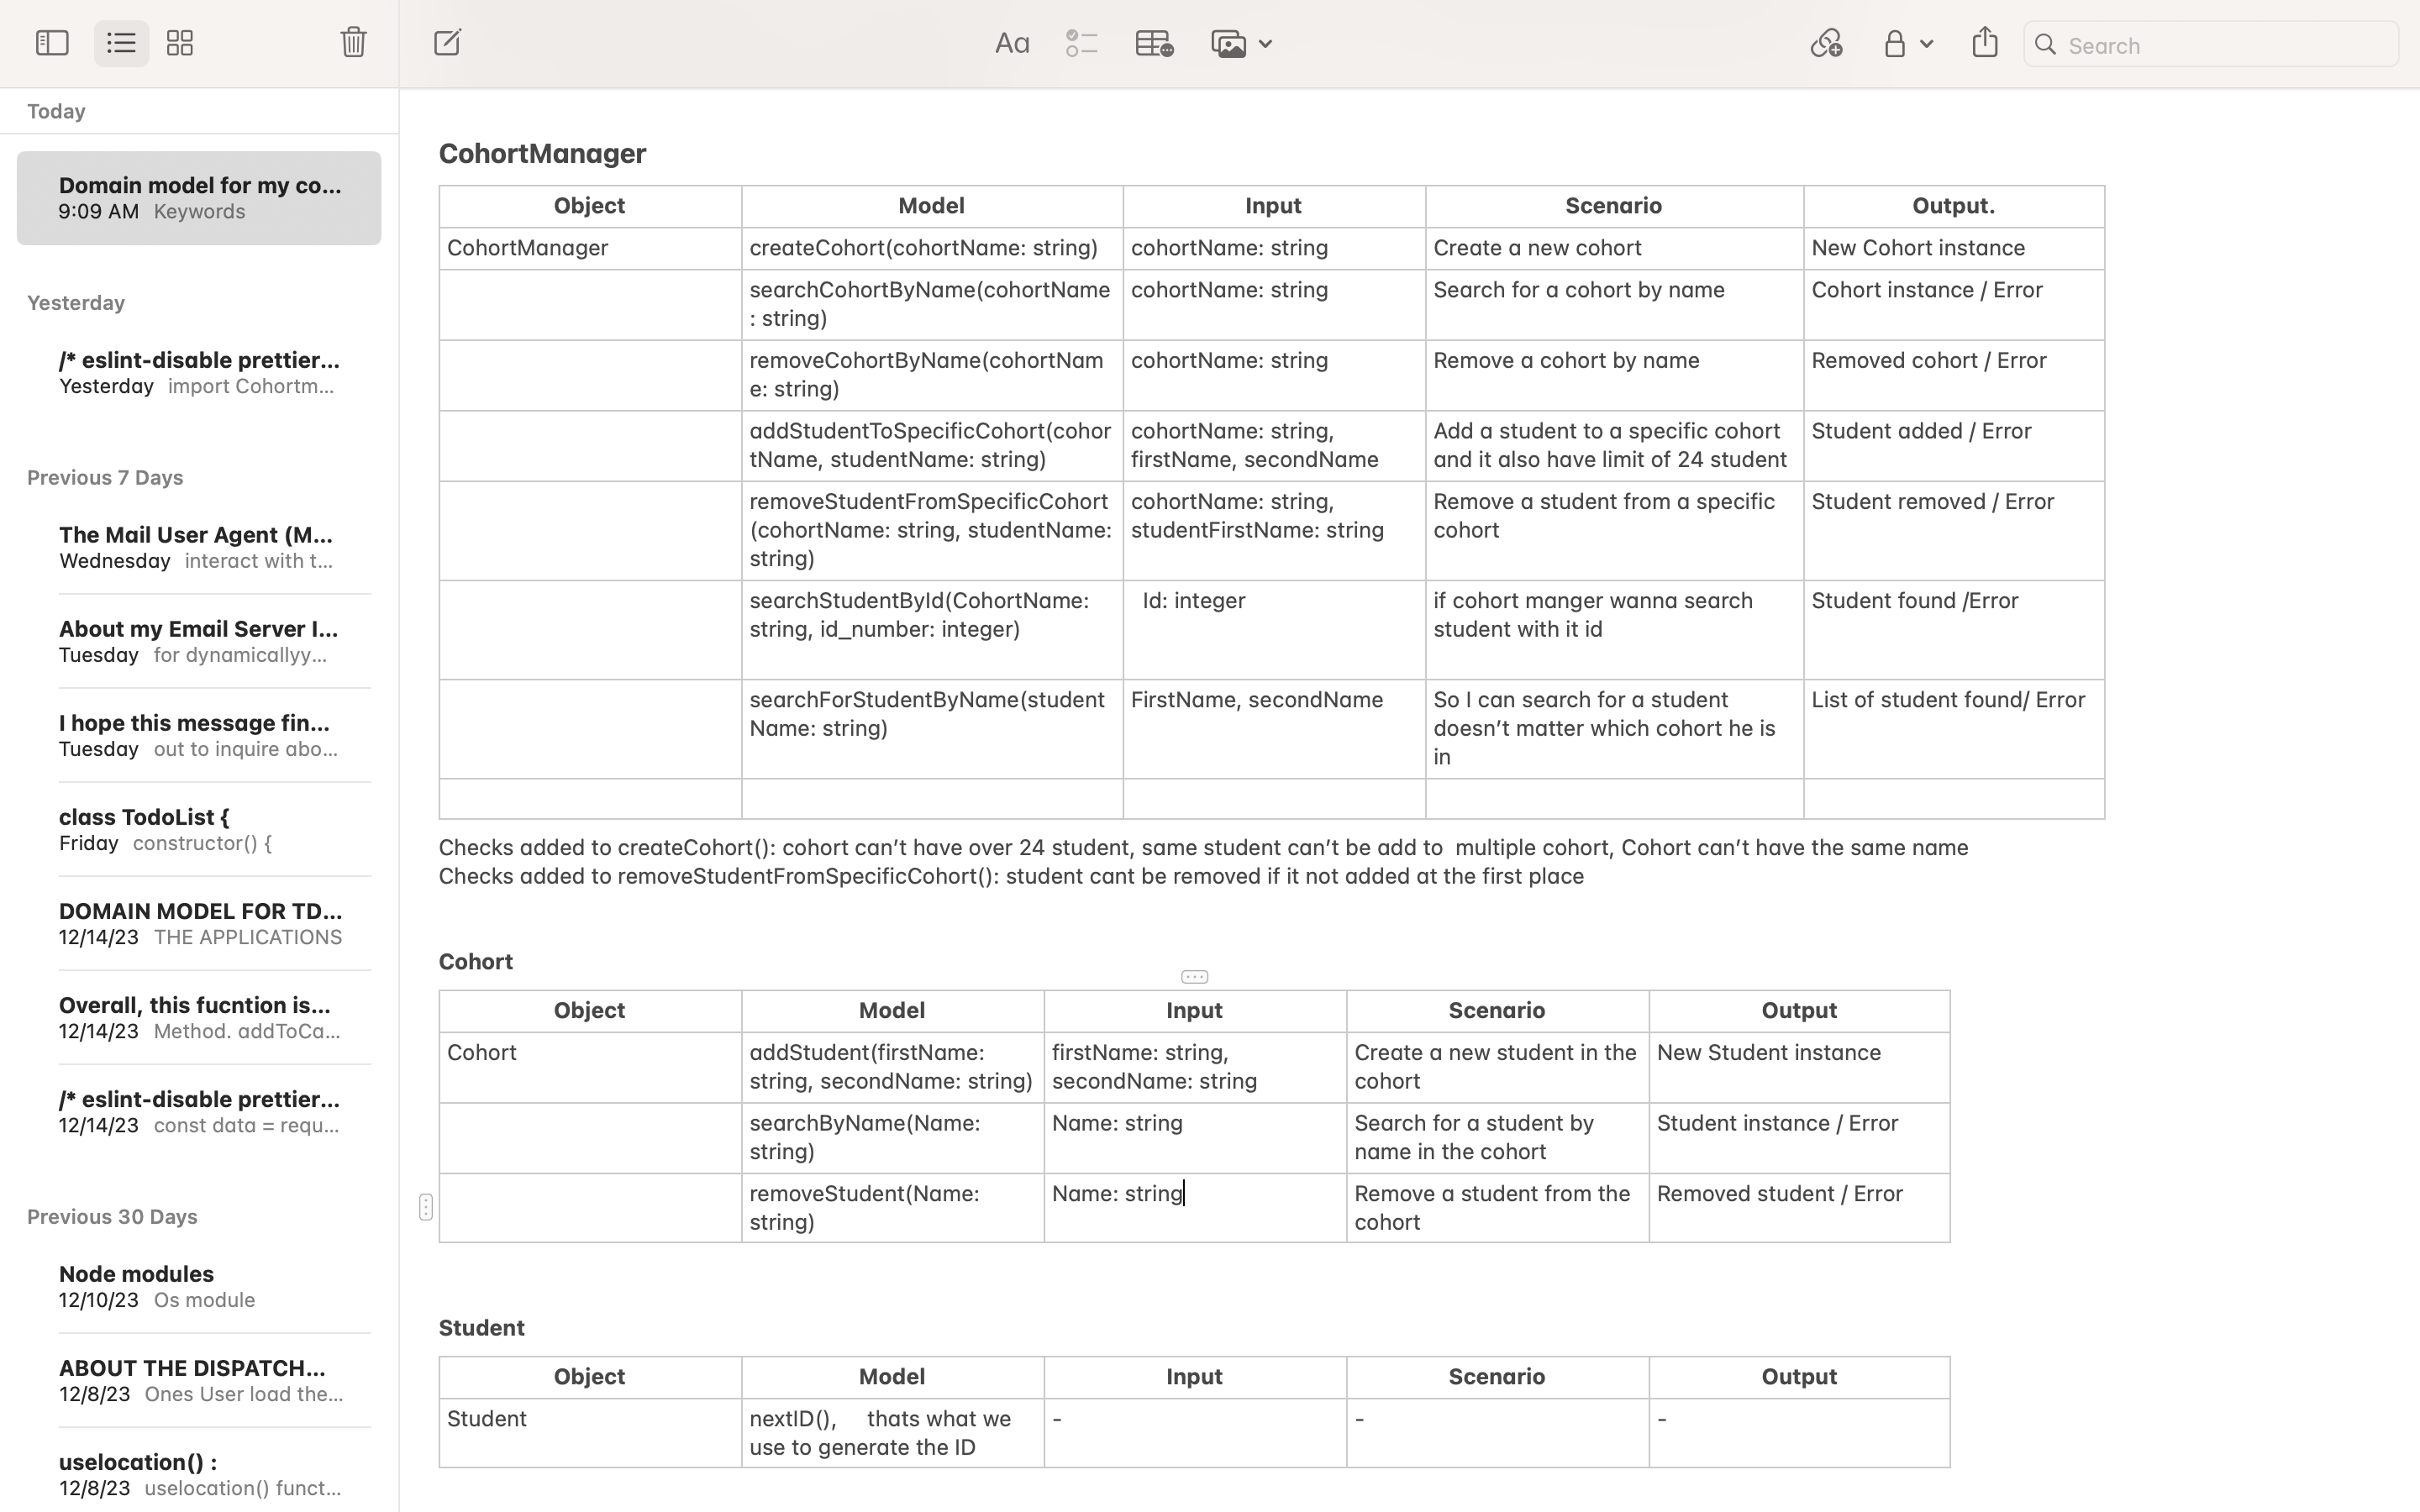 Search
Today
Domain model for my co...
9:09 AM Keywords
Yesterday
/* eslint-disable prettier...
Yesterday import Cohortm...
Previous 7 Days
The Mail User Agent (M...
Wednesday interact with t...
About my Email Server I...
Tuesday for dynamicallyy...
I hope this message fin...
Tuesday out to inquire abo...
class TodoList {
Friday constructor() {
DOMAIN MODEL FOR TD...
12/14/23 THE APPLICATIONS
Overall, this fucntion is...
12/14/23 Method. addToCa...
/* eslint-disable prettier...
12/14/23 const data = requ...
Previous 30 Days
Node modules
12/10/23 Os module
ABOUT THE DISPATCH...
12/8/23 Ones User load the...
uselocation() :
12/8/23 uselocation() funct...
Aa
CohortManager
Object Model Input Scenario Output.
CohortManager createCohort(cohortName: string) cohortName: string Create a new cohort New Cohort instance
searchCohortByName(cohortName cohortName: string Search for a cohort by name Cohort instance / Error
: string)
removeCohortByName(cohortNam cohortName: string Remove a cohort by name Removed cohort / Error
e: string)
addStudentToSpecificCohort(cohor cohortName: string, Add a student to a specific cohort Student added / Error
tName, studentName: string) firstName, secondName and it also have limit of 24 student
removeStudentFromSpecificCohort cohortName: string, Remove a student from a specific Student removed / Error
(cohortName: string, studentName: studentFirstName: string cohort
string)
searchStudentById(CohortName: Id: integer if cohort manger wanna search Student found /Error
string, id_number: integer) student with it id
searchForStudentByName(student FirstName, secondName So I can search for a student List of student found/ Error
Name: string) doesn’t matter which cohort he is
in
Checks added to createCohort(): cohort can’t have over 24 student, same student can’t be add to  multiple cohort, Cohort can’t have the same name
Checks added to removeStudentFromSpecificCohort(): student cant be removed if it not added at the first place
Cohort
Object Model Input Scenario Output
Cohort addStudent(firstName: firstName: string, Create a new student in the New Student instance
string, secondName: string) secondName: string cohort
searchByName(Name: Name: string Search for a student by Student instance / Error
string) name in the cohort
removeStudent(Name: Name: string Remove a student from the Removed student / Error
string) cohort
Student
Object Model Input Scenario Output
Student nextID(), thats what we - - -
use to generate the ID